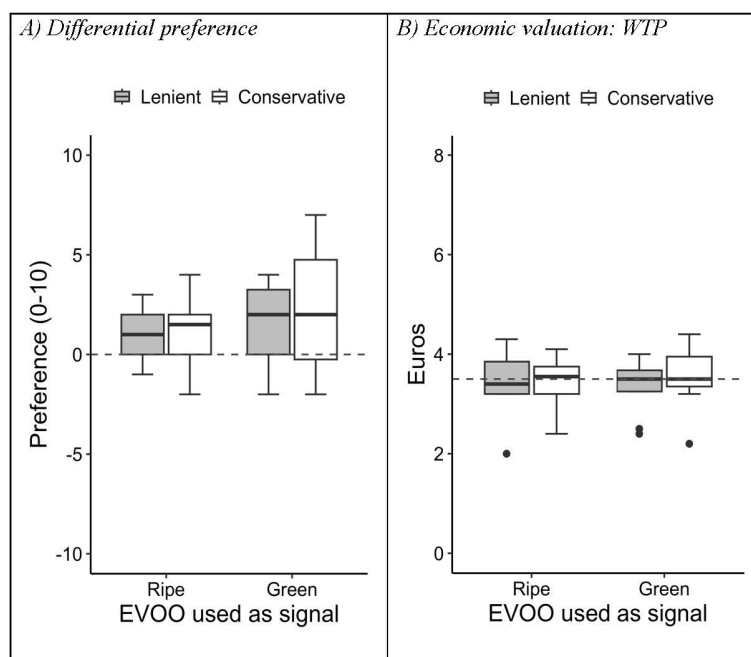 A) Differential preference
Lenient Conservative
Preference (0-10)
10
5
0
-5
-10
Ripe Green
EVOO used as signal
B) Economic valuation: WTP
Lenient Conservative
Euros
8
6
4
2
0
Ripe Green
EVOO used as signal